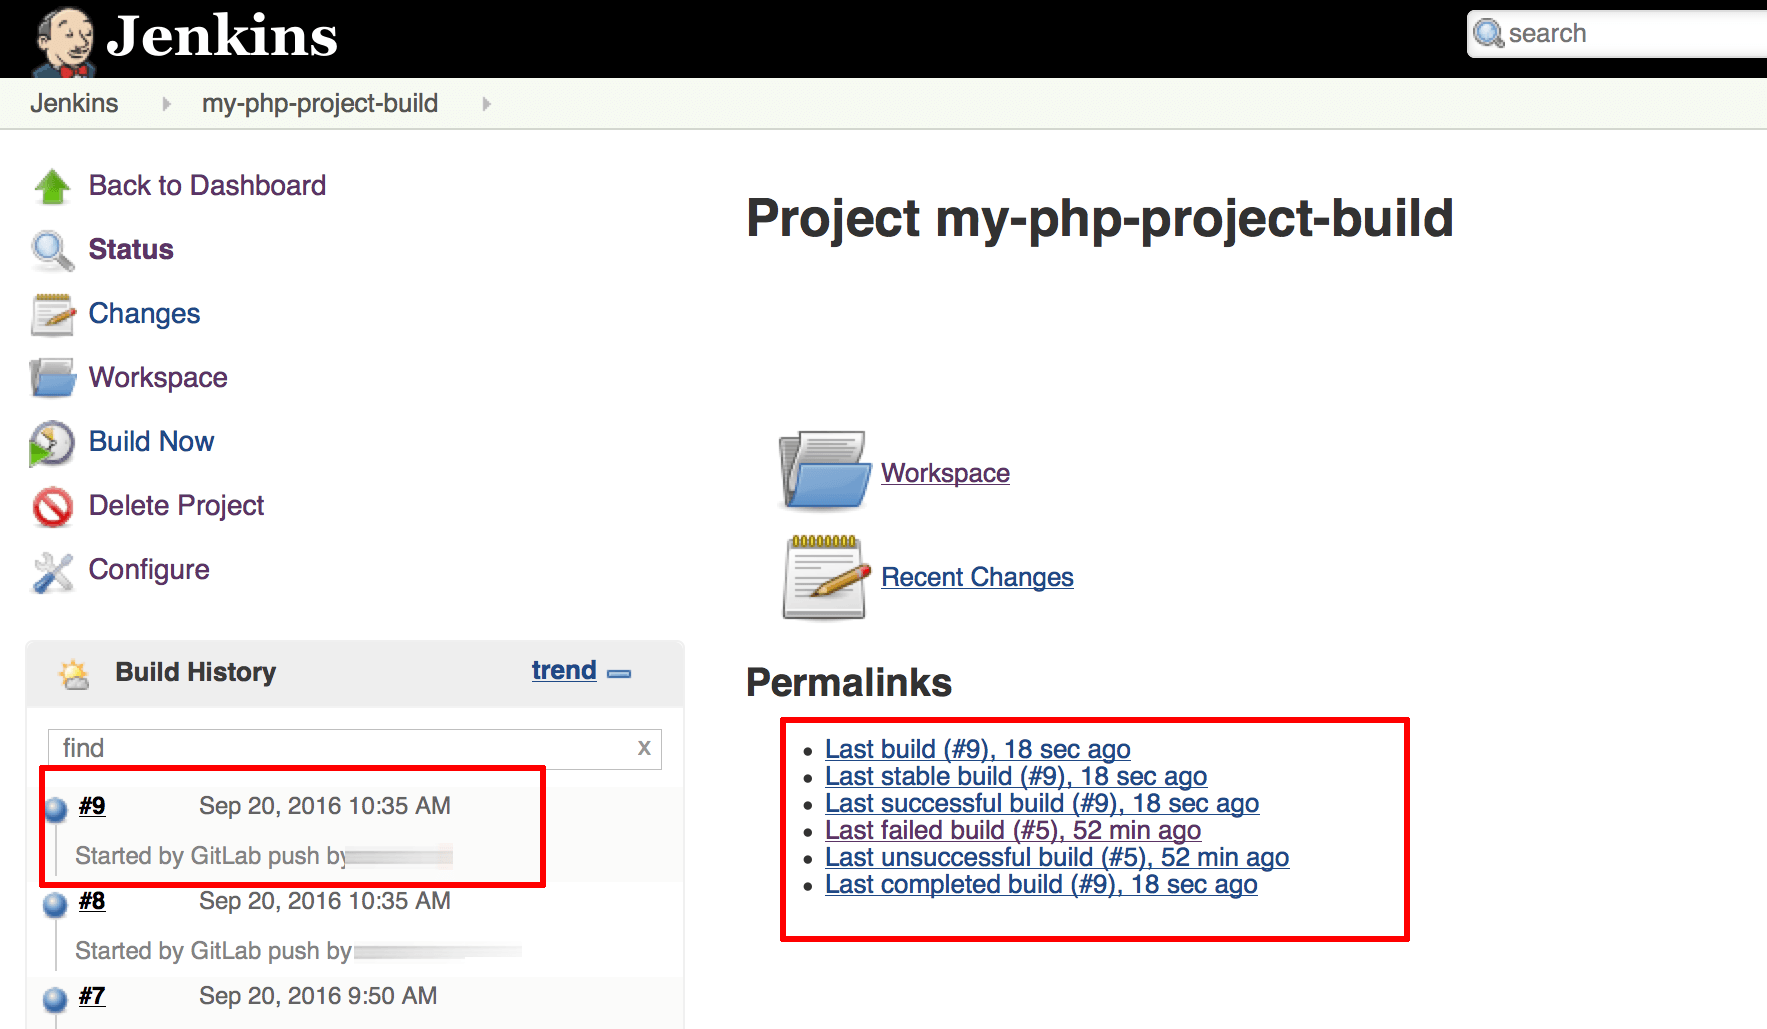 Jenkins
search
Jenkins
my-php-project-build
Back to Dashboard
Status
Changes
Workspace
Build Now
Delete Project
Configure
Build History
trend
find
x
#9 Sep 20, 2016 10:35 AM
Started by GitLab push by
#8 Sep 20, 2016 10:35 AM
Started by GitLab push by
#7 Sep 20, 2016 9:50 AM
Project my-php-project-build
Workspace
Recent Changes
Permalinks
Last build (#9), 18 sec ago
Last stable build (#9), 18 sec ago
Last successful build (#9), 18 sec ago
Last failed build (#5), 52 min ago
Last unsuccessful build (#5), 52 min ago
Last completed build (#9), 18 sec ago